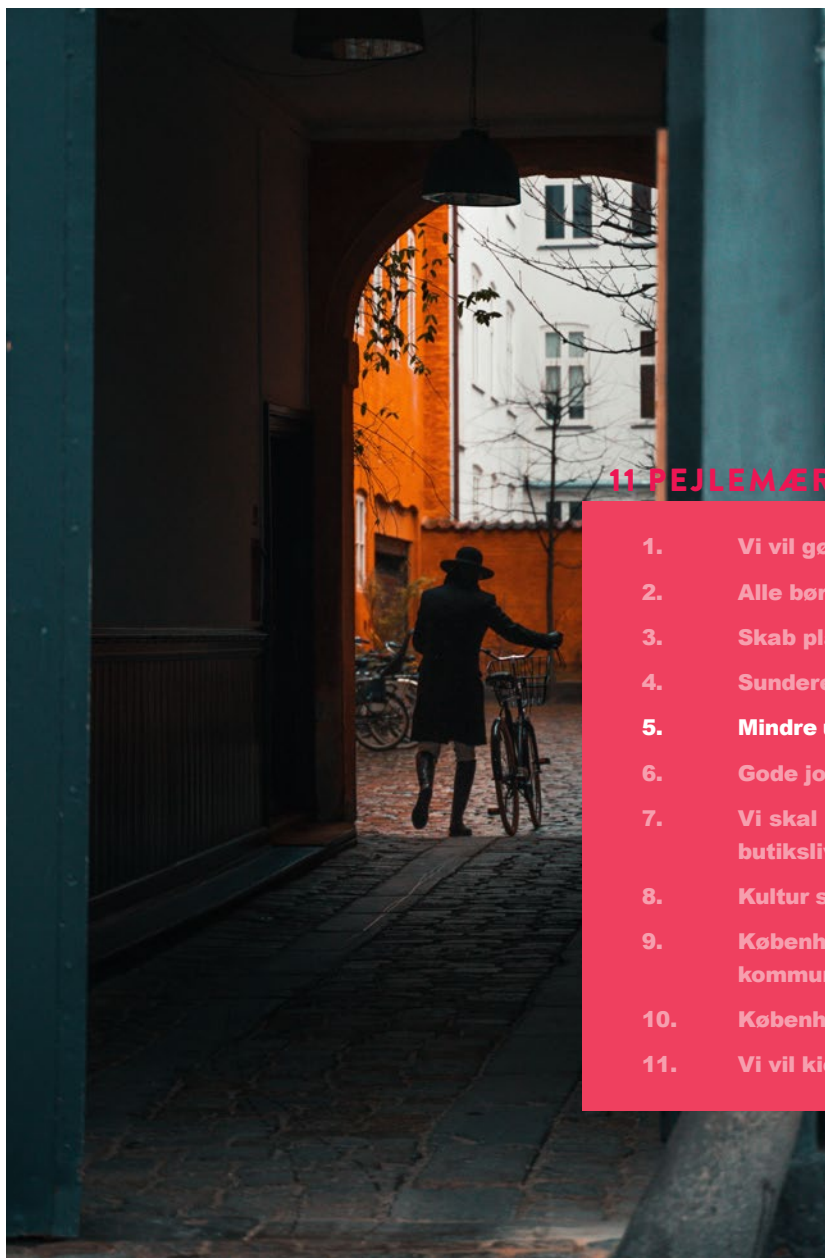 11 PEJLEMÆR
1. Vi vil gø
2. Alle bør
3. Skab pl
4. Sundere
5. Mindre
6. Gode jo
7. Vi skal
butiksli
8. Kultur s
9. Københ
kommu
10. Københ
11. Vi vil ki